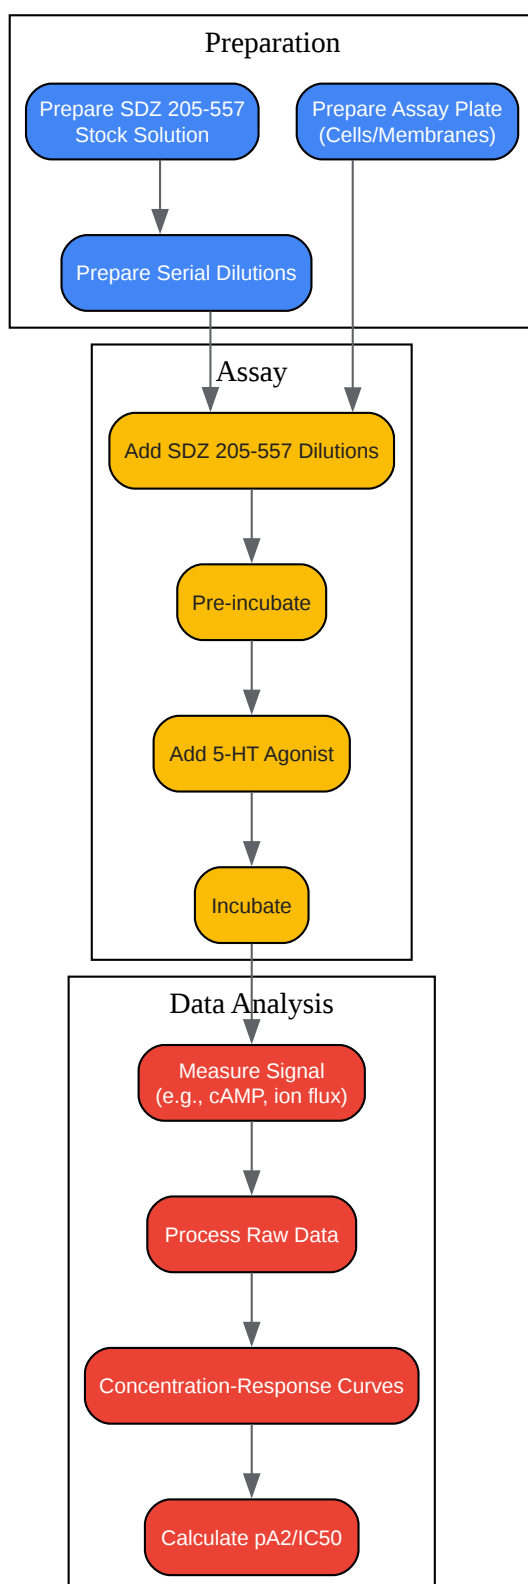 Preparation
Prepare SDZ 205-557
Stock Solution
Prepare Assay Plate
(Cells/Membranes)
Prepare Serial Dilutions
Assay
Add SDZ 205-557 Dilutions
Pre-incubate
Add 5-HT Agonist
Incubate
Data Analysis
Measure Signal
(e.g., cAMP, ion flux)
Process Raw Data
Concentration-Response Curves
Calculate pA2/IC50